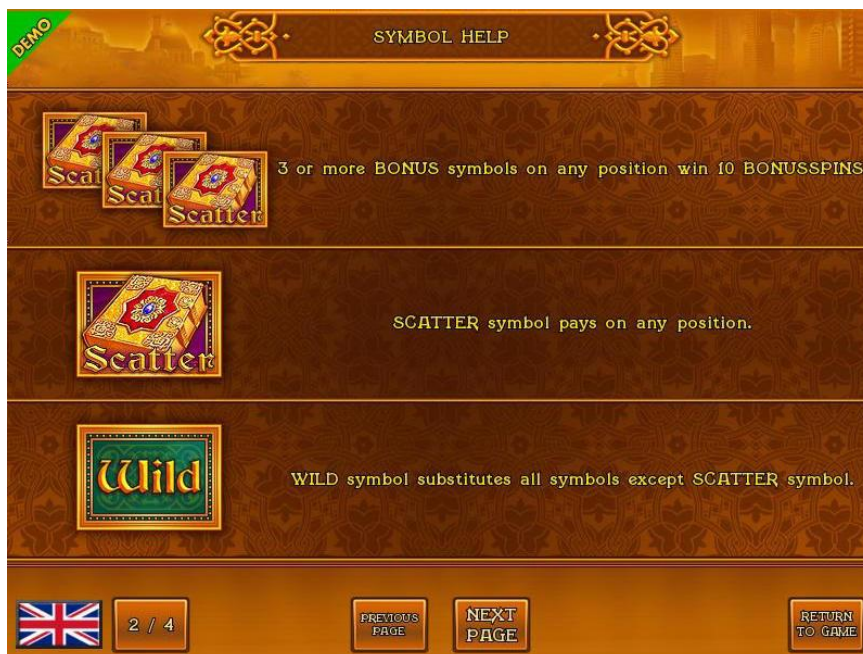 DEMO
SYMBOL HELP
Scatter
Scatter
Scatter
3 or more BONUS symbols on any position win 10 BONUSSPINS
Scatter
SCATTER symbol pays on any position.
Wild
WILD symbol substitutes all symbols except SCATTER symbol.
2 / 4
PREVIOUS
PAGE
NEXT
PAGE
RETURN
TO GAME